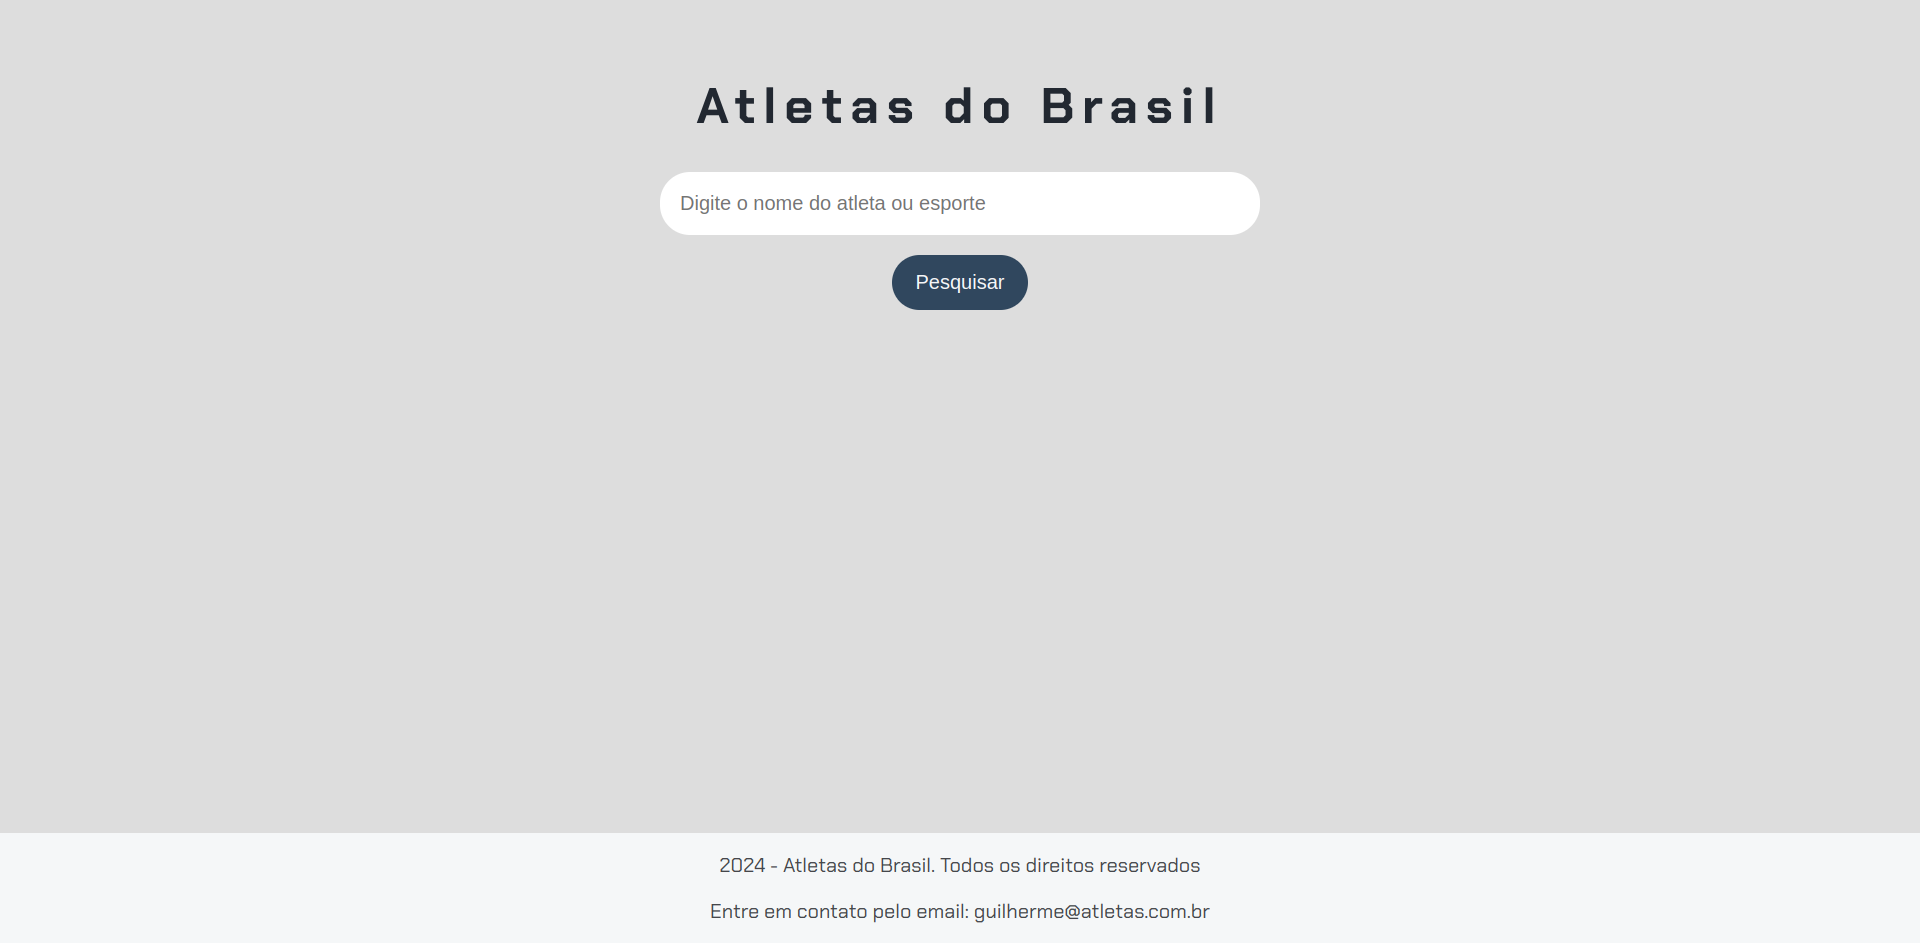 Atletas do Brasil
Digite o nome do atleta ou esporte
Pesquisar
2024 - Atletas do Brasil. Todos os direitos reservados
Entre em contato pelo email: guilherme@atletas.com.br